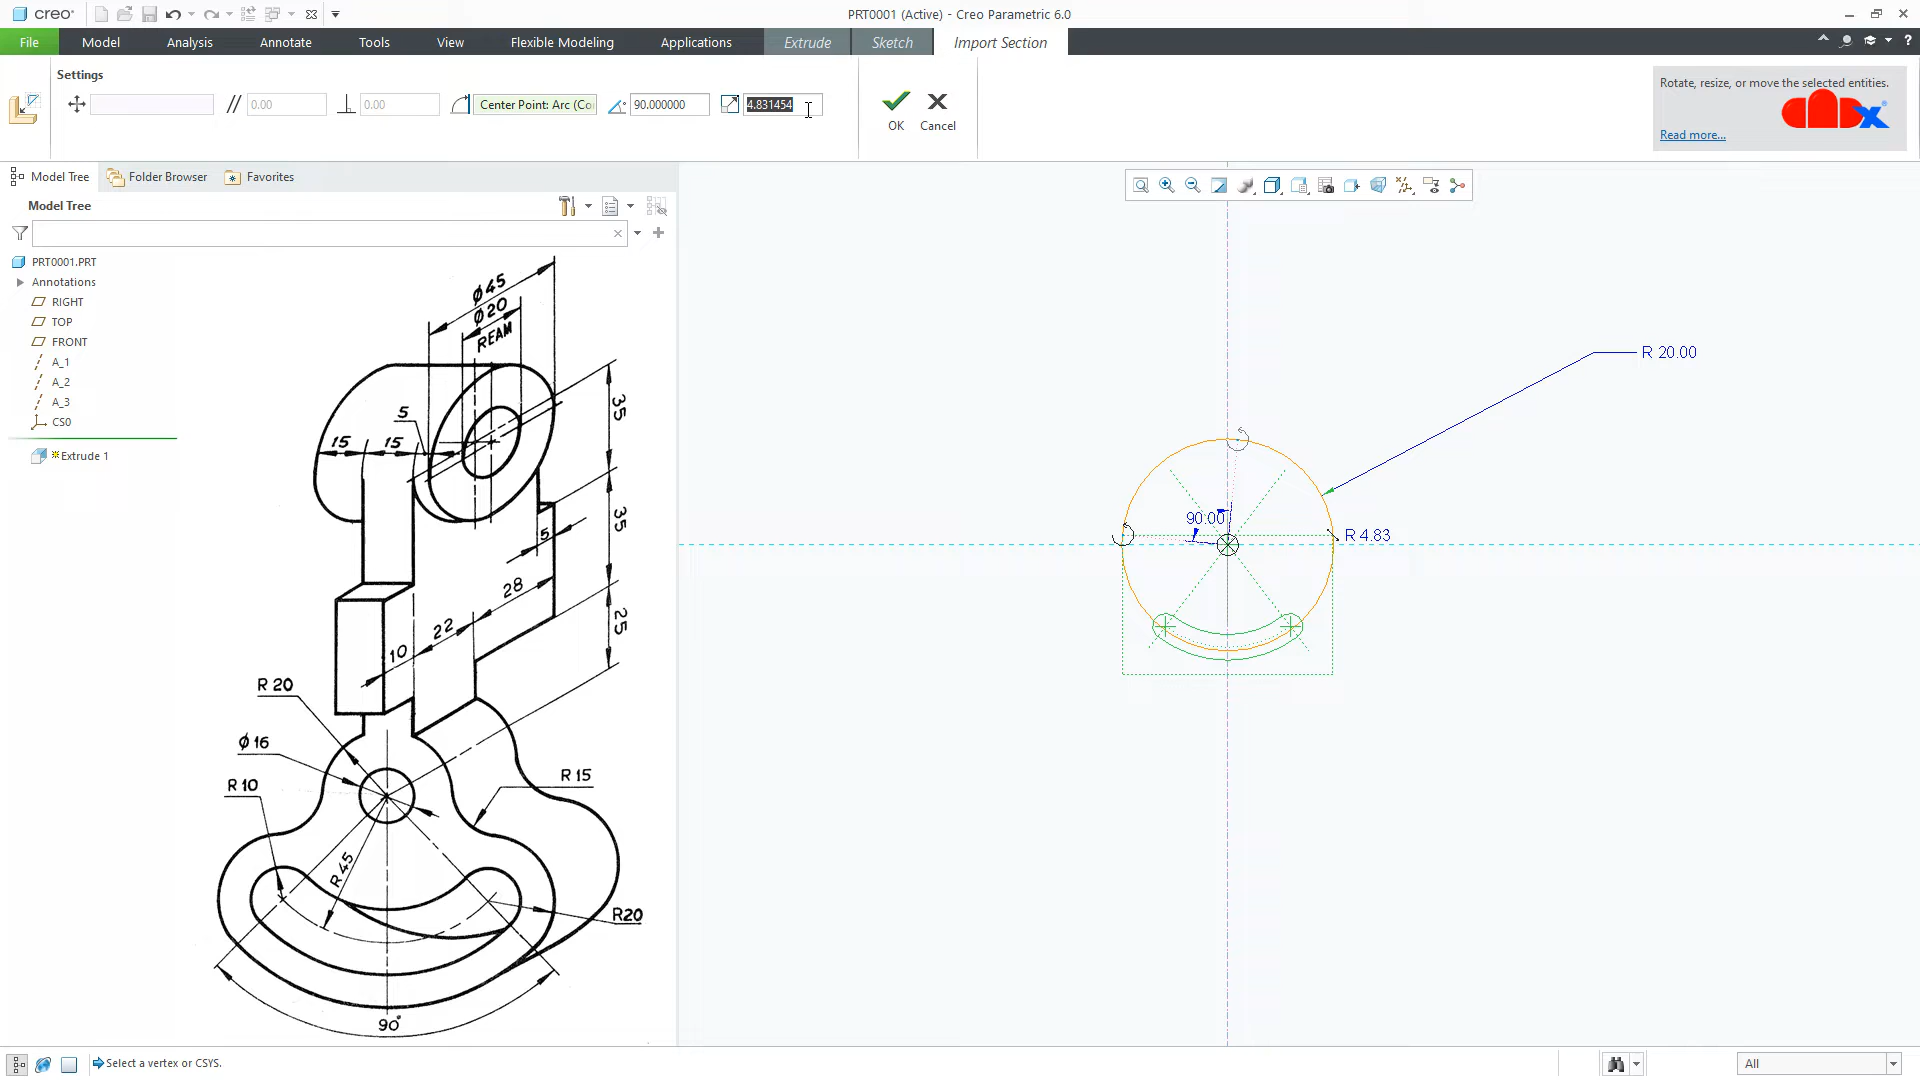 creo®
PRT0001 (Active) - Creo Parametric 6.0
File
Model
Analysis
Annotate
Tools
View
Flexible Modeling
Applications
Extrude
Sketch
Import Section
?
Settings
0.00
0.00
Center Point: Arc (Co
90.000000
4.831454
OK
Cancel
Rotate, resize, or move the selected entities.
Read more...
Model Tree
Folder Browser
Favorites
Model Tree
PRT0001.PRT
Annotations
RIGHT
TOP
FRONT
A_1
A_2
A_3
CS0
Extrude 1
Ø45
Ø20
REAM
35
5
15
15
35
5
28
25
22
10
R 20
Ø 16
R 10
R 15
R 45
R20
90°
R 20.00
90.00
R 4.83
Select a vertex or CSYS.
All